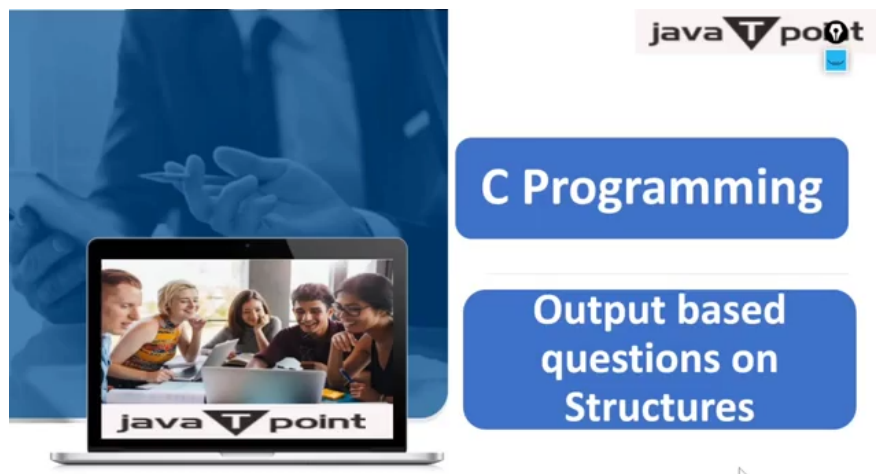 java T point
C Programming
Output based
questions on
Structures
java T point